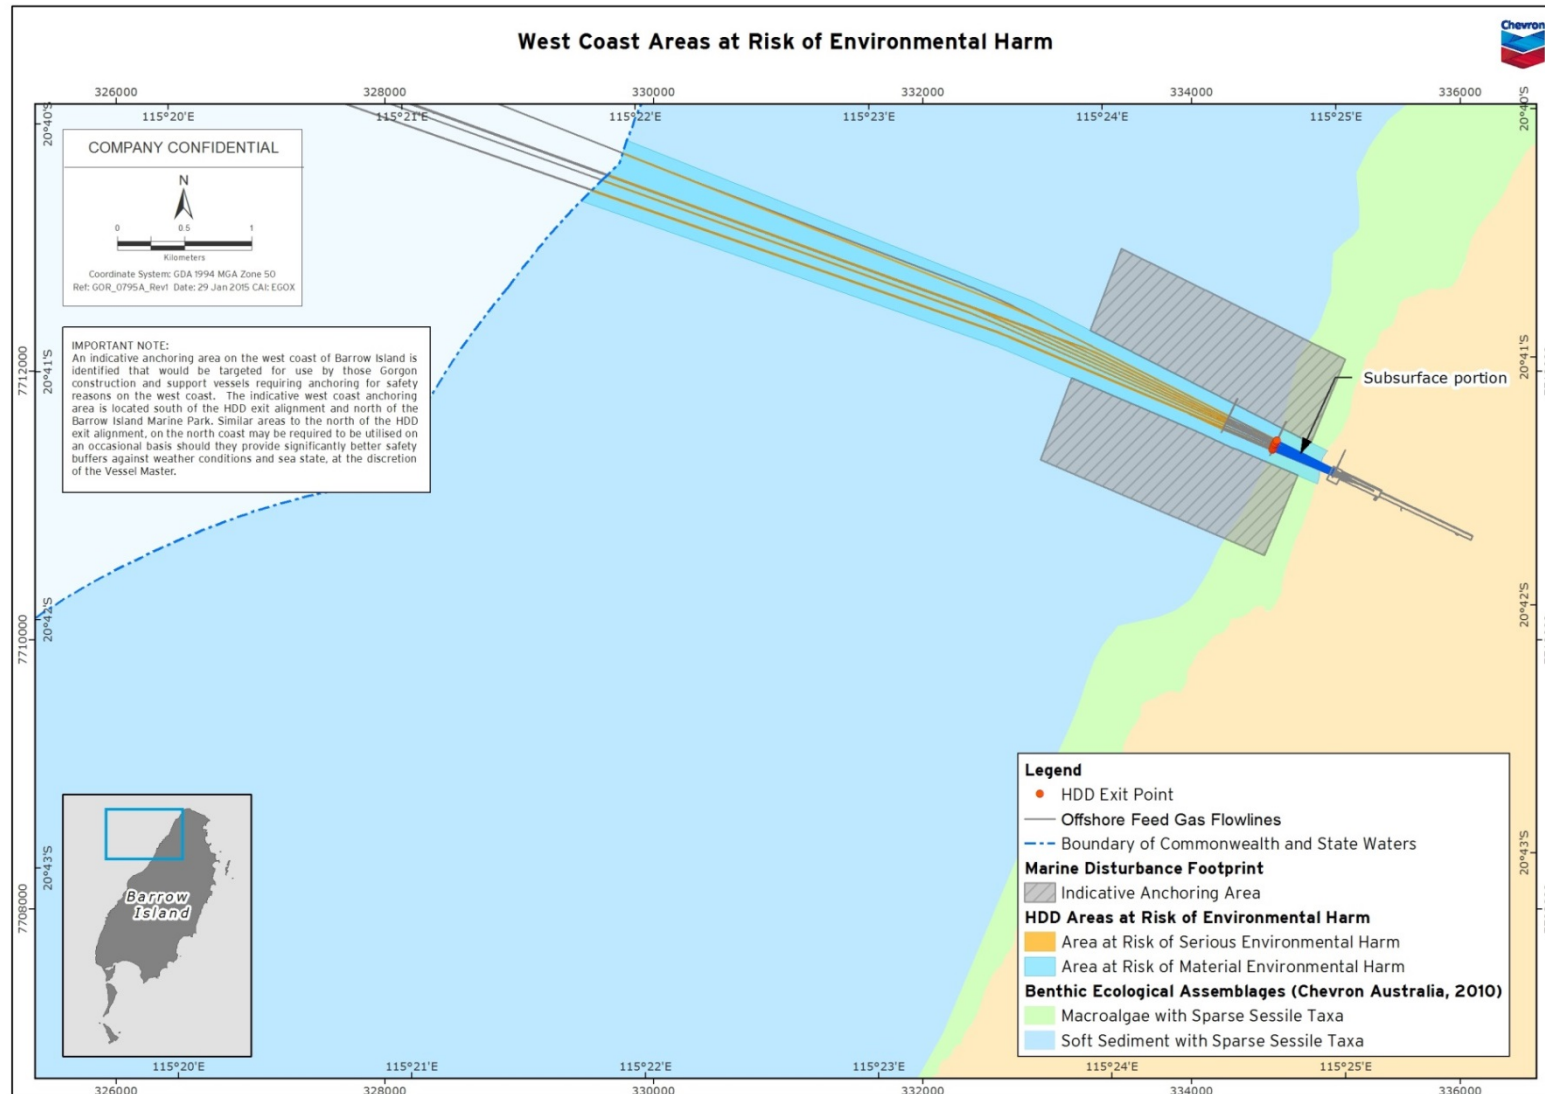 West Coast Areas at Risk of Environmental Harm
Chevron
326000
328000
330000
332000
334000
336000
115°20'E
115°21'E
115°22'E
115°23'E
115°24'E
115°25'E
20°40'S
20°40'S
COMPANY CONFIDENTIAL
N
0
0.5
1
Kilometers
Coordinate System: GDA 1994 MGA Zone 50
Ref: GOR_0795A_Rev1 Date: 29 Jan 2015 CAI: EGOX
IMPORTANT NOTE:
An indicative anchoring area on the west coast of Barrow Island is
identified that would be targeted for use by those Gorgon
construction and support vessels requiring anchoring for safety
reasons on the west coast. The indicative west coast anchoring
area is located south of the HDD exit alignment and north of the
Barrow Island Marine Park. Similar areas to the north of the HDD
exit alignment, on the north coast may be required to be utilised on
an occasional basis should they provide significantly better safety
buffers against weather conditions and sea state, at the discretion
of the Vessel Master.
7712000
20°41'S
20°41'S
Subsurface portion
7710000
20°42'S
20°42'S
7708000
20°43'S
20°43'S
Barrow
Island
Legend
HDD Exit Point
Offshore Feed Gas Flowlines
Boundary of Commonwealth and State Waters
Marine Disturbance Footprint
Indicative Anchoring Area
HDD Areas at Risk of Environmental Harm
Area at Risk of Serious Environmental Harm
Area at Risk of Material Environmental Harm
Benthic Ecological Assemblages (Chevron Australia, 2010)
Macroalgae with Sparse Sessile Taxa
Soft Sediment with Sparse Sessile Taxa
115°20'E
115°21'E
115°22'E
115°23'E
115°24'E
115°25'E
326000
328000
330000
332000
334000
336000